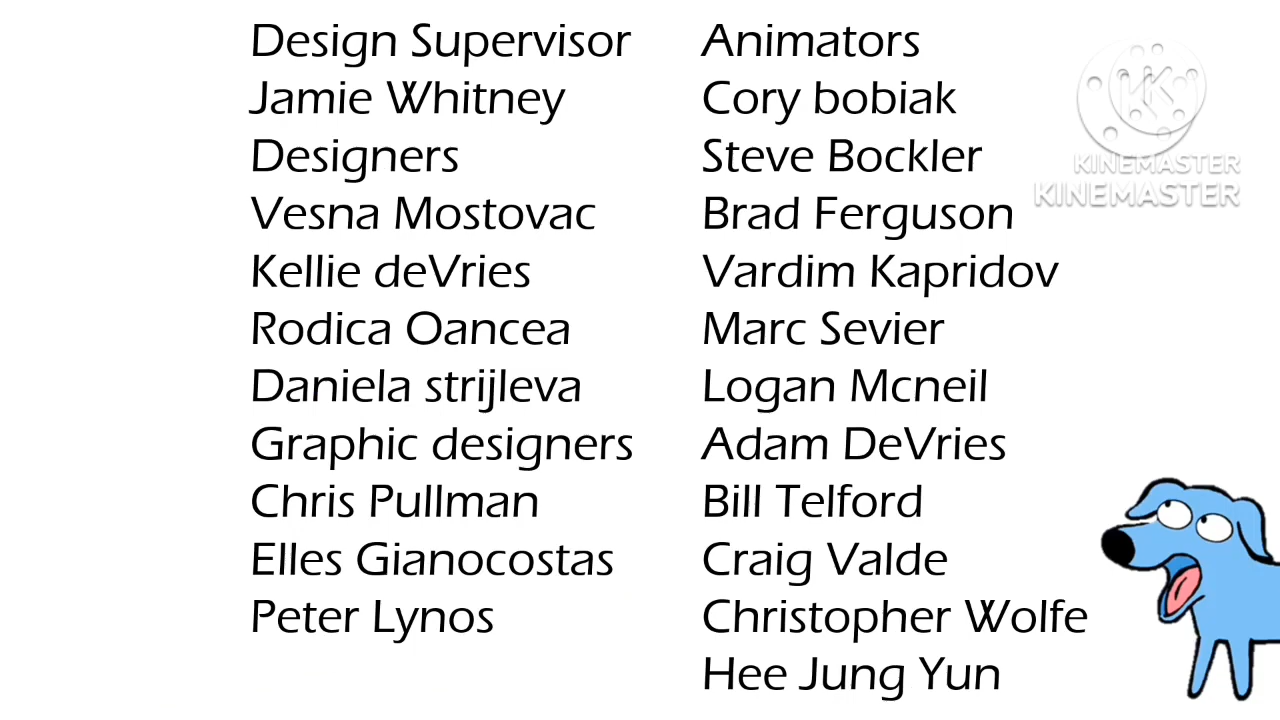 Design Supervisor
Jamie Whitney
Designers
Vesna Mostovac
Kellie deVries
Rodica Oancea
Daniela strijleva
Graphic designers
Chris Pullman
Elles Gianocostas
Peter Lynos
Animators
Cory bobiak
Steve Bockler
Brad Ferguson
Vardim Kapridov
Marc Sevier
Logan Mcneil
Adam DeVries
Bill Telford
Craig Valde
Christopher Wolfe
Hee Jung Yun
K
K
KINEMASTER
KINEMASTER